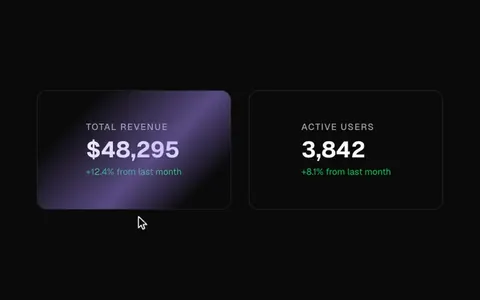 TOTAL REVENUE
$48,295
+12.4% from last month
ACTIVE USERS
3,842
+8.1% from last month